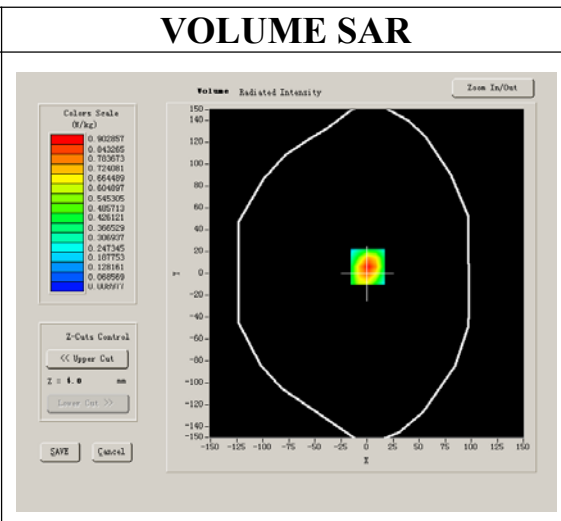 VOLUME SAR
Volume Radiated Intensity
Zoom In/Out
Colors Scale
(W/kg)
0.902857
0.843265
0.783673
0.724081
0.664489
0.604897
0.545305
0.485713
0.426121
0.366529
0.306937
0.247345
0.187753
0.128161
0.068569
Z-Cuts Control
<< Upper Cut
Z = 4.0 mm
Lower Cut >>
SAVE
Cancel
150
140
120
100
80
60
40
20
0
-20
-40
-60
-80
-100
-120
-140
-150
Y
-150 -125 -100 -75 -50 -25 0 25 50 75 100 125 150
X